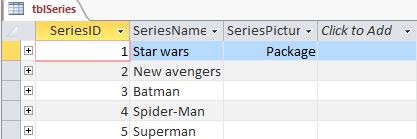 tblSeries
SeriesID SeriesName SeriesPicture Click to Add
1 Star wars Package
2 New avengers
3 Batman
4 Spider-Man
5 Superman